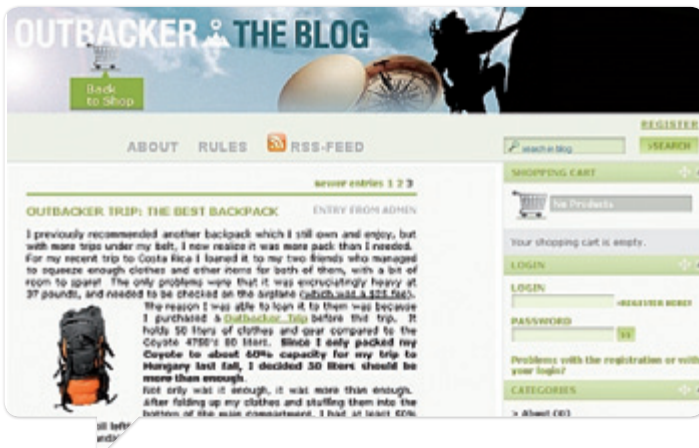 OUTBACKER THE BLOG
Back
to Shop
REGISTER
ABOUT RULES RSS-FEED
search in blog
>SEARCH
newer entries 1 2 3
OUTBACKER TRIP: THE BEST BACKPACK ENTRY FROM ADMIN
I previously recommended another backpack which I still own and enjoy, but
with more trips under my belt, I now realize it was more pack than I needed.
For my recent trip to Costa Rica I loaned it to my two friends who managed
to squeeze enough clothes and other items for both of them, with a bit of
room to spare! The only problems were that it was excruciatingly heavy at
37 pounds, and needed to be checked on the airplane (which was a $25 fee).
The reason I was able to loan it to them was because
I purchased a Outbacker Trip before this trip. It
holds 50 liters of clothes and gear compared to the
Coyote 4750's 80 liters. Since I only packed my
Coyote to about 60% capacity for my trip to
Hungary last fall, I decided 50 liters should be
more than enough.
Not only was it enough, it was more than enough.
After folding up my clothes and stuffing them into the
bottom of the main compartment, I had at least 60%
SHOPPING CART
No Products
Your shopping cart is empty.
LOGIN
LOGIN
>REGISTER HERE!
PASSWORD
Problems with the registration or with
your login?
CATEGORIES
> About (0)